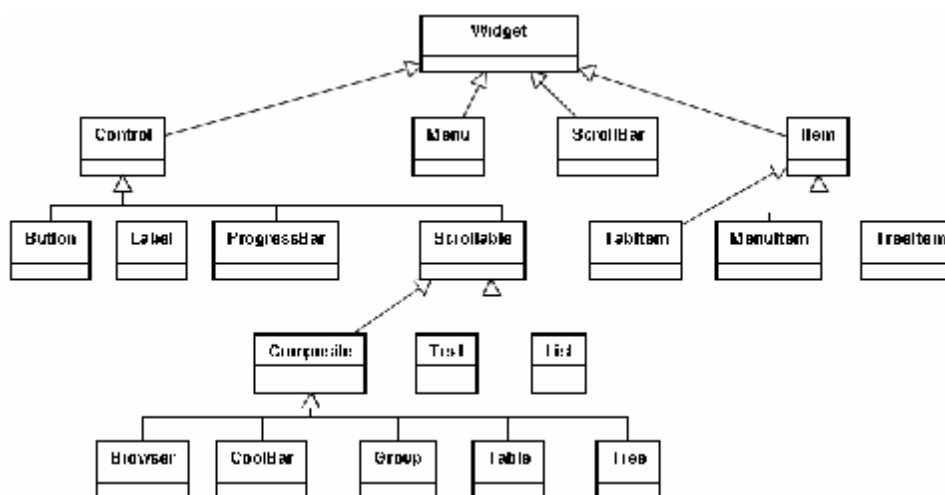 Widget
Control
Menu
ScrollBar
Item
Button
Label
ProgressBar
Scrollable
TabItem
MenuItem
TreeItem
Composite
Text
List
Browser
CoolBar
Group
Table
Tree